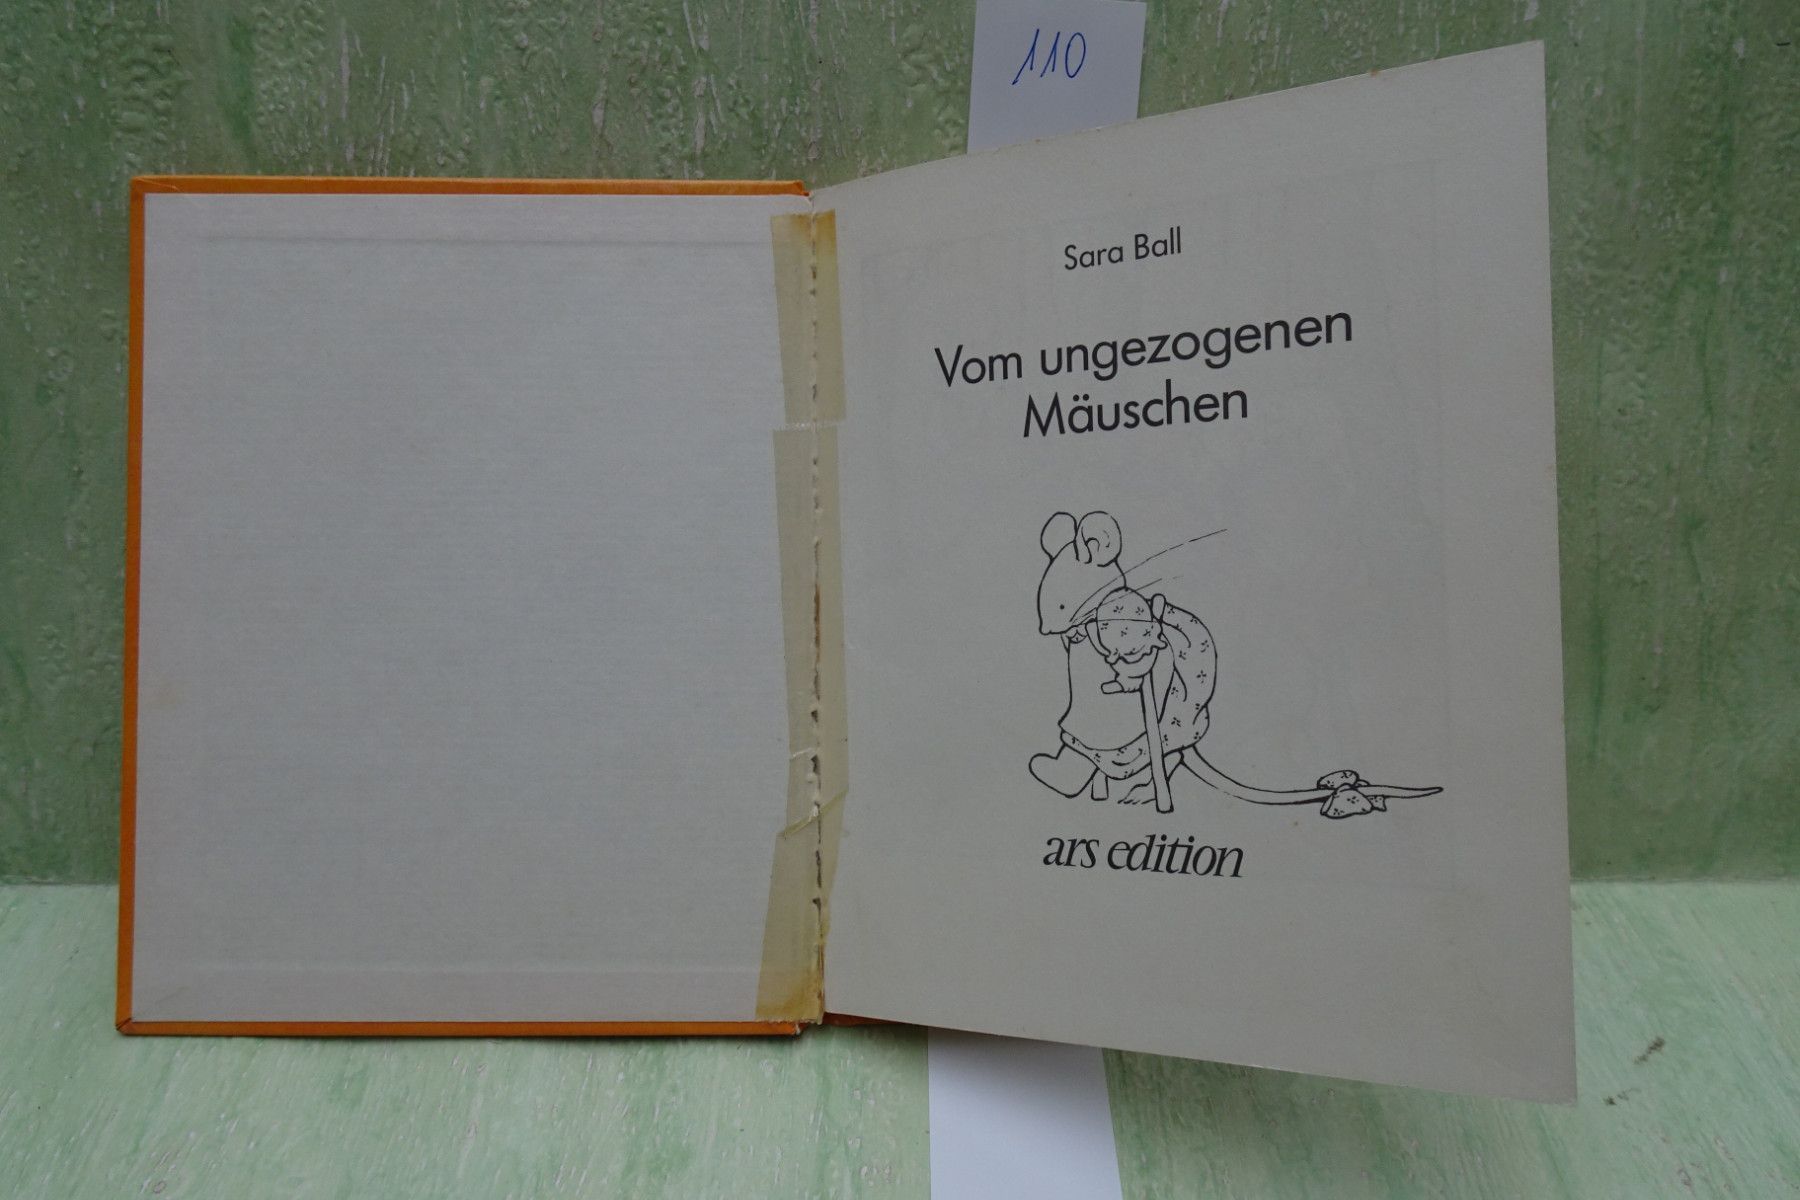 110
Sara Ball
Vom ungezogenen
Mäuschen
ars edition